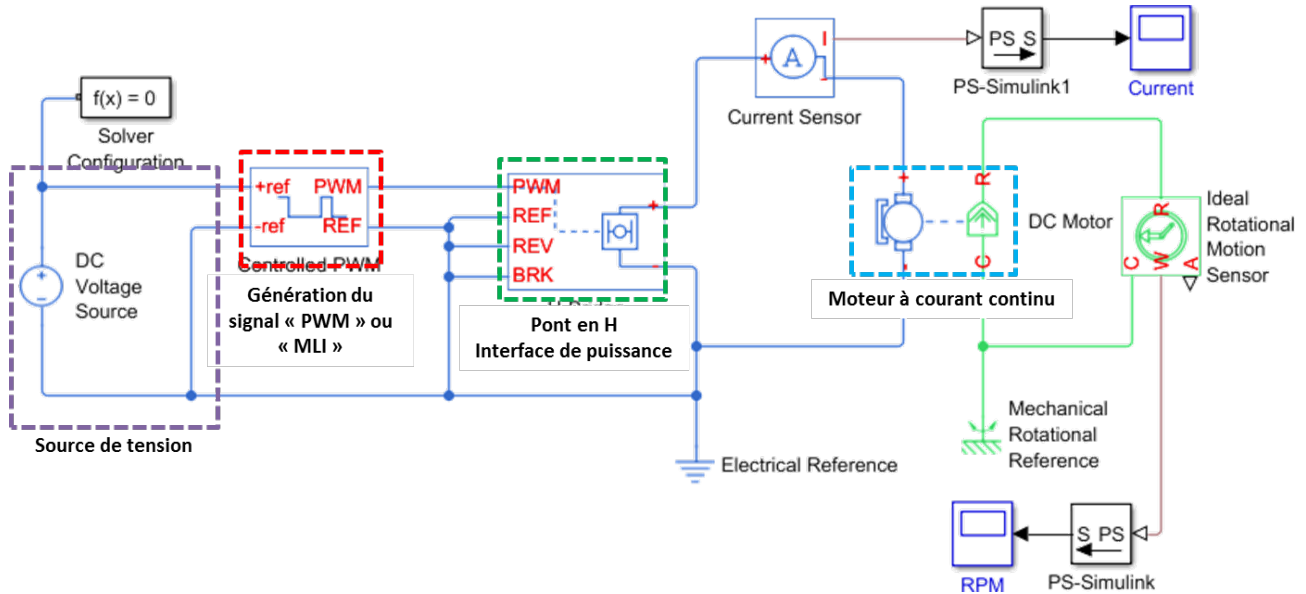 f(x) = 0
Solver
Configuration
DC
Voltage
Source
Source de tension
+ref
PWM
-ref
REF
Controlled PWM
Génération du
signal « PWM » ou
« MLI »
PWM
REF
REV
BRK
+
-
Pont en H
Interface de puissance
+
A
I
-
Current Sensor
PS S
PS-Simulink1
Current
+
-
R
C
DC Motor
Moteur à courant continu
R
C
W
A
Ideal
Rotational
Motion
Sensor
Electrical Reference
Mechanical
Rotational
Reference
S PS
PS-Simulink
RPM